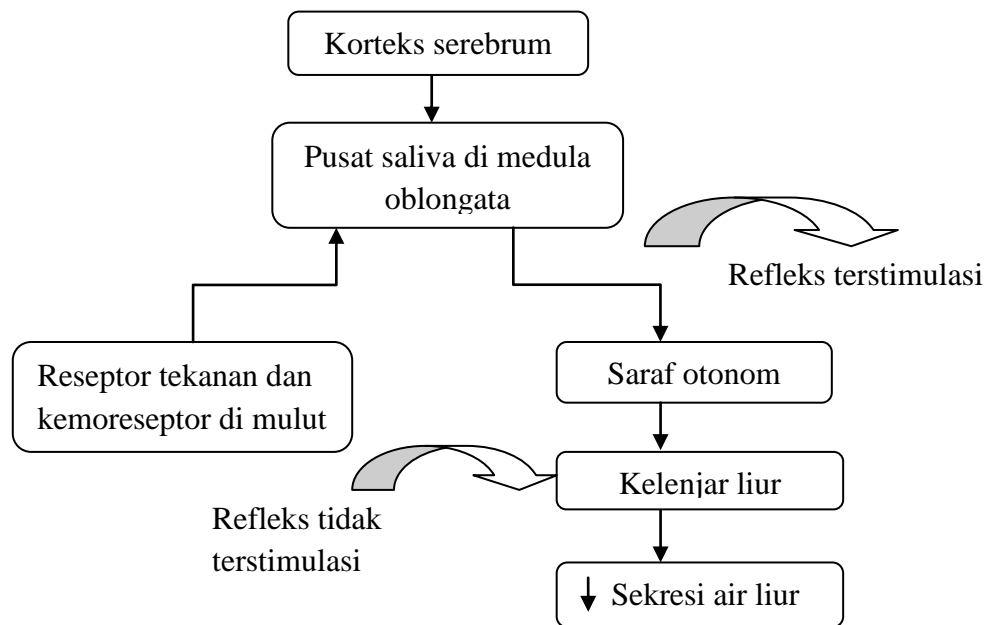 Korteks serebrum
Pusat saliva di medula
oblongata
Refleks terstimulasi
Reseptor tekanan dan
kemoreseptor di mulut
Saraf otonom
Kelenjar liur
Refleks tidak
terstimulasi
↓ Sekresi air liur